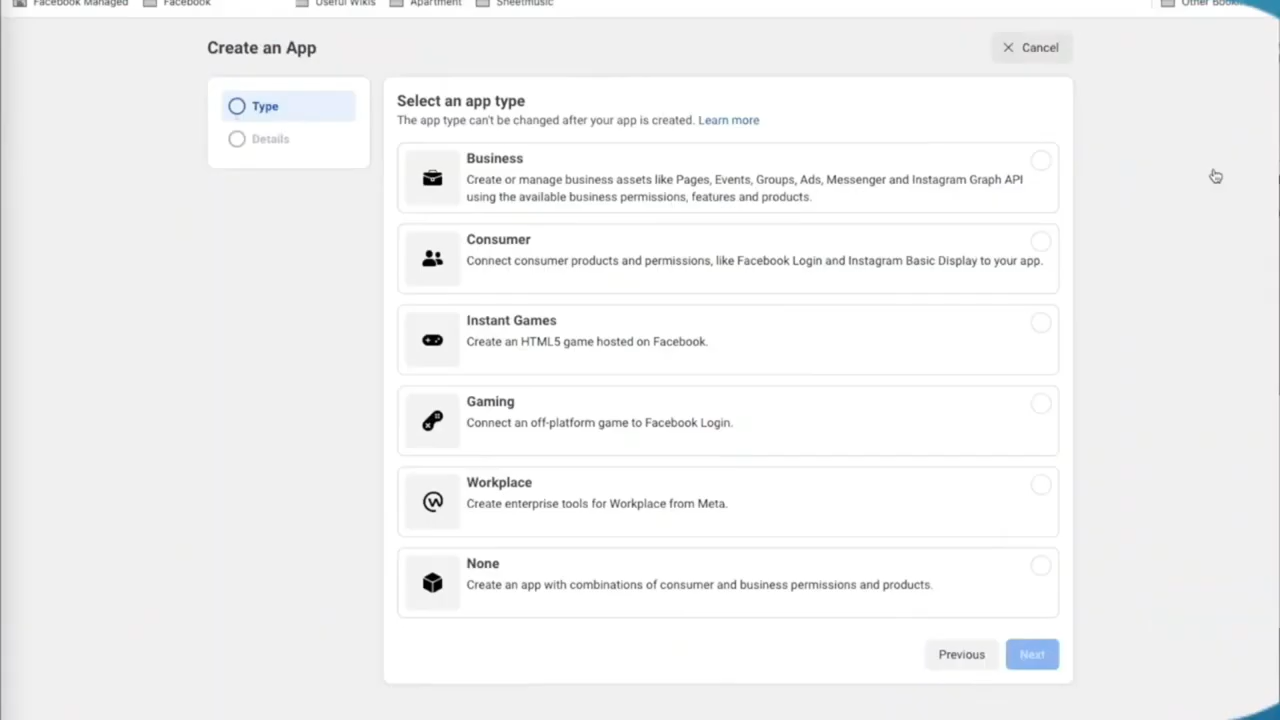 Facebook Managed
Facebook
Useful Wikis
Apartment
Sheetmusic
Other
Create an App
Cancel
Type
Details
Select an app type
The app type can't be changed after your app is created. Learn more
Business
Create or manage business assets like Pages, Events, Groups, Ads, Messenger and Instagram Graph API
using the available business permissions, features and products.
Consumer
Connect consumer products and permissions, like Facebook Login and Instagram Basic Display to your app.
Instant Games
Create an HTML5 game hosted on Facebook.
Gaming
Connect an off-platform game to Facebook Login.
Workplace
Create enterprise tools for Workplace from Meta.
None
Create an app with combinations of consumer and business permissions and products.
Previous
Next